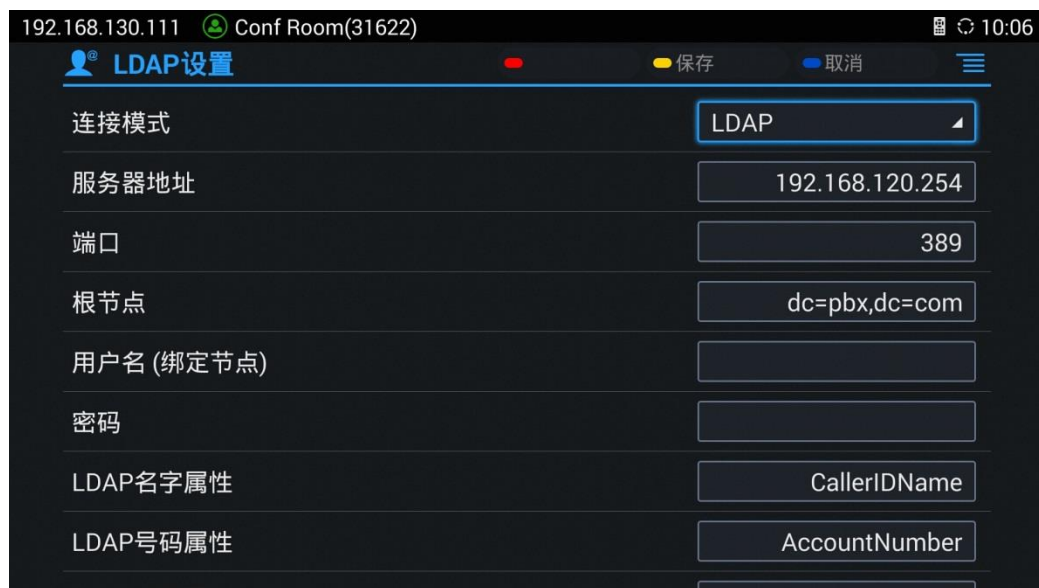 192.168.130.111 Conf Room(31622) 10:06
@ LDAP设置 保存 取消
连接模式 LDAP
服务器地址 192.168.120.254
端口 389
根节点 dc=pbx,dc=com
用户名 (绑定节点)
密码
LDAP名字属性 CallerIDName
LDAP号码属性 AccountNumber